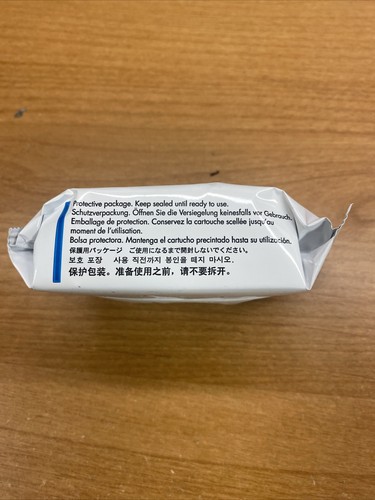 Protective package. Keep sealed until ready to use.
Schutzverpackung. Öffnen Sie die Versiegelung keinesfalls vor Gebrauch.
Emballage de protection. Conservez la cartouche scellée jusqu'au
moment de l'utilisation.
Bolsa protectora. Mantenga el cartucho precintado hasta su utilización.
保護用パッケージ ご使用になるまで開封しないでください。
보호 포장 사용 직전까지 봉인을 떼지 마시오.
保护包装。准备使用之前，请不要拆开。